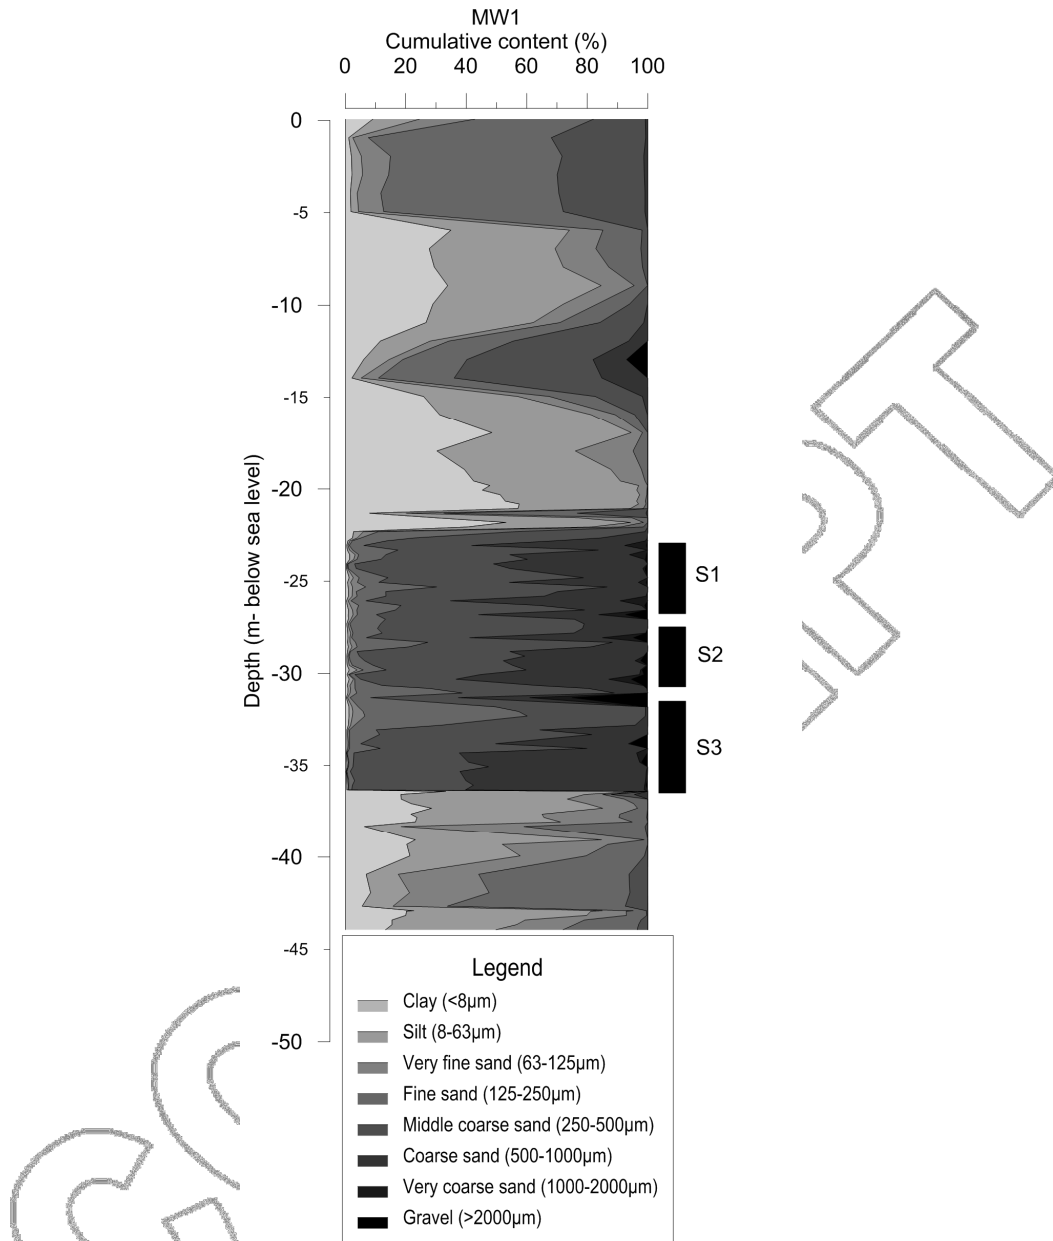 MW1
Cumulative content (%)
0 20 40 60 80 100
0
-5
-10
-15
-20
-25
-30
-35
-40
-45
-50
Depth (m- below sea level)
S1
S2
S3
Legend
Clay (<8µm)
Silt (8-63µm)
Very fine sand (63-125µm)
Fine sand (125-250µm)
Middle coarse sand (250-500µm)
Coarse sand (500-1000µm)
Very coarse sand (1000-2000µm)
Gravel (>2000µm)